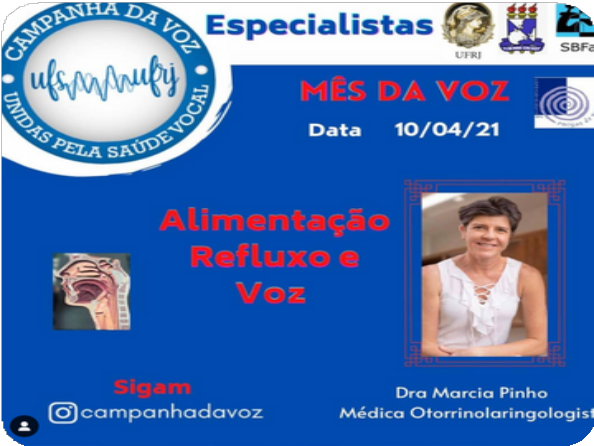 CAMPANHA DA VOZ
ufs ufrj
UNIDAS PELA SAÚDE VOCAL
Especialistas
UFRJ
SBFa
MÊS DA VOZ
Data 10/04/21
Alimentação
Refluxo e
Voz
Sigam
campanhadavoz
Dra Marcia Pinho
Médica Otorrinolaringologist